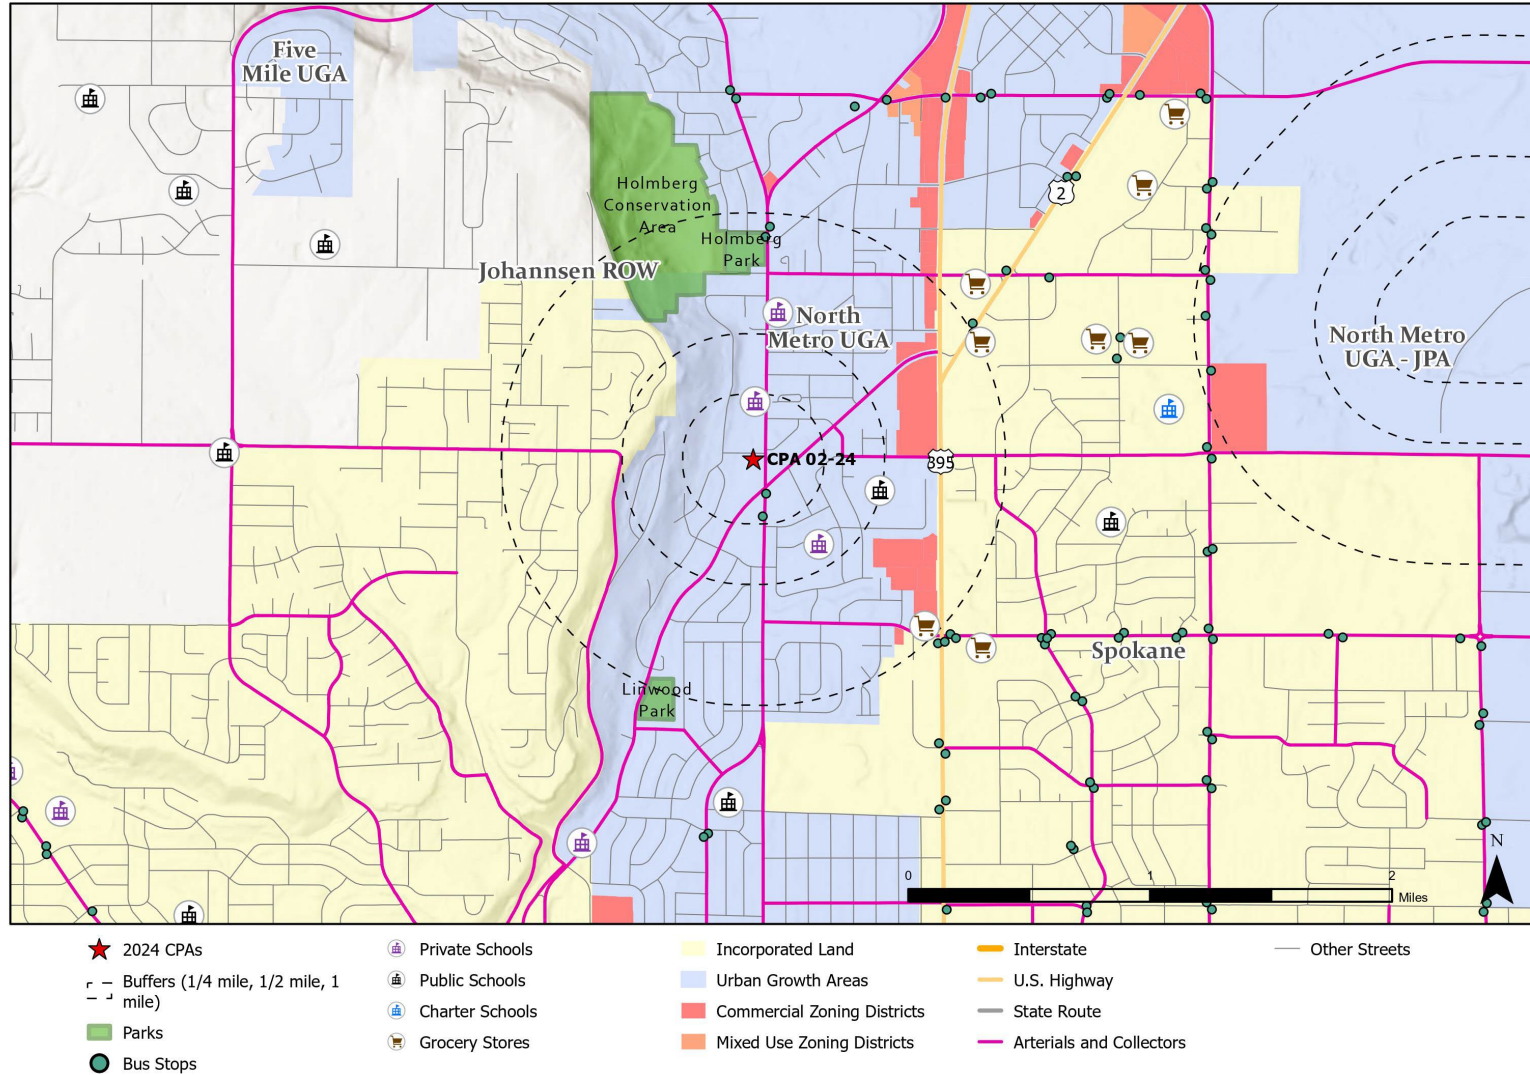 Five
Mile UGA
2
Holmberg
Conservation
Area
Holmberg
Park
Johannsen ROW
North
Metro UGA
North Metro
UGA - JPA
CPA 02-24
395
Spokane
Linwood
Park
N
0 1 2
Miles
2024 CPAs
Buffers (1/4 mile, 1/2 mile, 1
mile)
Parks
Bus Stops
Private Schools
Public Schools
Charter Schools
Grocery Stores
Incorporated Land
Urban Growth Areas
Commercial Zoning Districts
Mixed Use Zoning Districts
Interstate
U.S. Highway
State Route
Arterials and Collectors
Other Streets